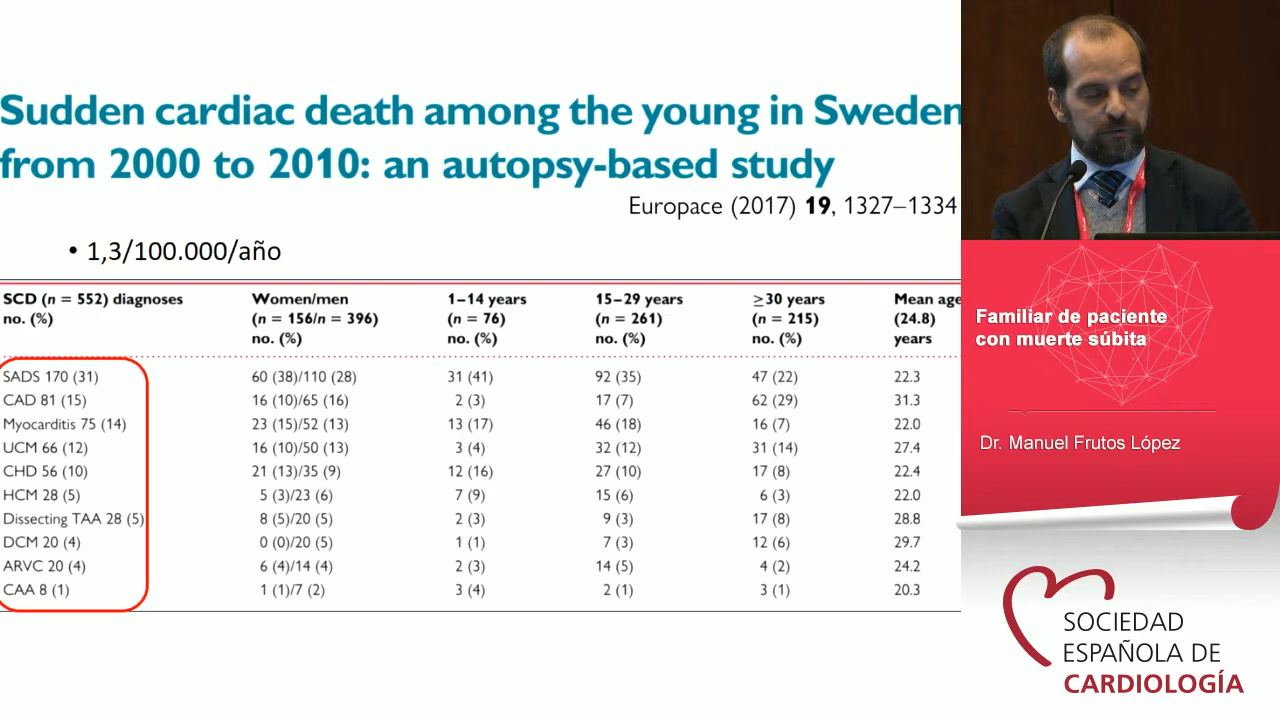 Sudden cardiac death among the young in Sweden
from 2000 to 2010: an autopsy-based study
Europace (2017) 19, 1327–1334
• 1,3/100.000/año
SCD (n = 552) diagnoses no. (%) Women/men (n = 156/n = 396) no. (%) 1–14 years (n = 76) no. (%) 15–29 years (n = 261) no. (%) ≥30 years (n = 215) no. (%) Mean age (24.8) years
SADS 170 (31) 60 (38)/110 (28) 31 (41) 92 (35) 47 (22) 22.3
CAD 81 (15) 16 (10)/65 (16) 2 (3) 17 (7) 62 (29) 31.3
Myocarditis 75 (14) 23 (15)/52 (13) 13 (17) 46 (18) 16 (7) 22.0
UCM 66 (12) 16 (10)/50 (13) 3 (4) 32 (12) 31 (14) 27.4
CHD 56 (10) 21 (13)/35 (9) 12 (16) 27 (10) 17 (8) 22.4
HCM 28 (5) 5 (3)/23 (6) 7 (9) 15 (6) 6 (3) 22.0
Dissecting TAA 28 (5) 8 (5)/20 (5) 2 (3) 9 (3) 17 (8) 28.8
DCM 20 (4) 0 (0)/20 (5) 1 (1) 7 (3) 12 (6) 29.7
ARVC 20 (4) 6 (4)/14 (4) 2 (3) 14 (5) 4 (2) 24.2
CAA 8 (1) 1 (1)/7 (2) 3 (4) 2 (1) 3 (1) 20.3
Familiar de paciente
con muerte súbita
Dr. Manuel Frutos López
SOCIEDAD
ESPAÑOLA DE
CARDIOLOGÍA